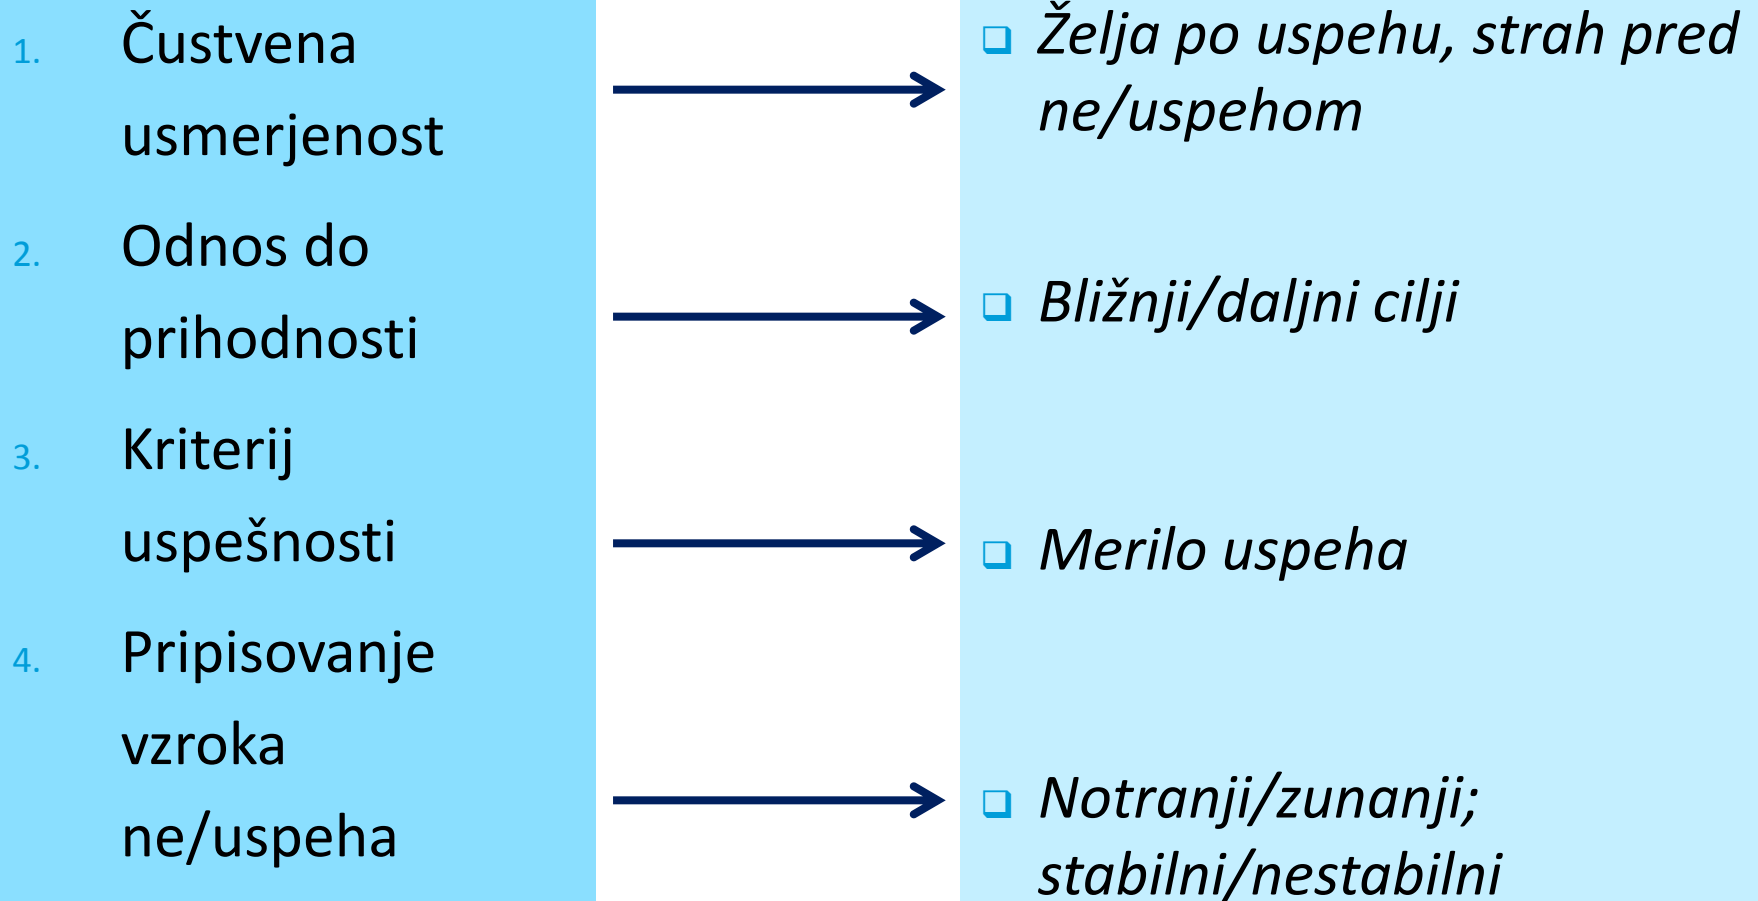 1. Čustvena
usmerjenost
2. Odnos do
prihodnosti
3. Kriterij
uspešnosti
4. Pripisovanje
vzroka
ne/uspeha
Želja po uspehu, strah pred
ne/uspehom
Bližnji/daljni cilji
Merilo uspeha
Notranji/zunanji;
stabilni/nestabilni